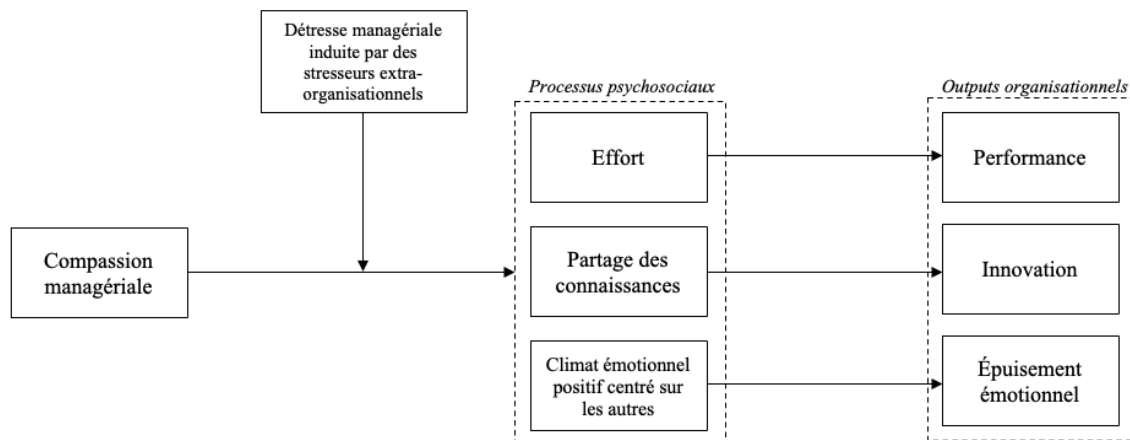 Détresse managériale
induite par des
stresseurs extra-
organisationnels
Processus psychosociaux
Outputs organisationnels
Effort
Performance
Compassion
managériale
Partage des
connaissances
Innovation
Climat émotionnel
positif centré sur
les autres
Épuisement
émotionnel